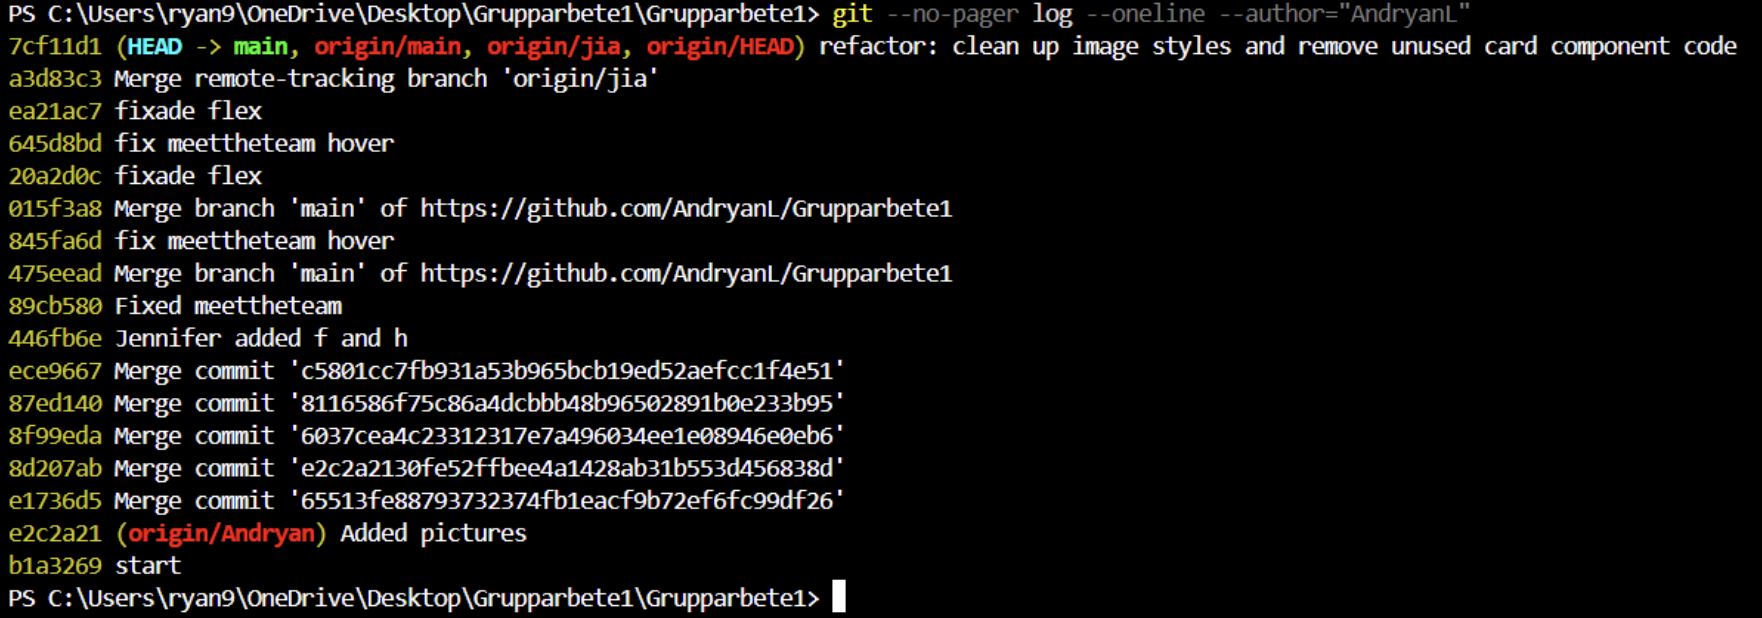 PS C:\Users\ryan9\OneDrive\Desktop\Grupparbete1\Grupparbete1> git --no-pager log --oneline --author="AndryanL"
7cf11d1 (HEAD -> main, origin/main, origin/jia, origin/HEAD) refactor: clean up image styles and remove unused card component code
a3d83c3 Merge remote-tracking branch 'origin/jia'
ea21ac7 fixade flex
645d8bd fix meettheteam hover
20a2d0c fixade flex
015f3a8 Merge branch 'main' of https://github.com/AndryanL/Grupparbete1
845fa6d fix meettheteam hover
475eead Merge branch 'main' of https://github.com/AndryanL/Grupparbete1
89cb580 Fixed meettheteam
446fb6e Jennifer added f and h
ece9667 Merge commit 'c5801cc7fb931a53b965bcb19ed52aefcc1f4e51'
87ed140 Merge commit '8116586f75c86a4dcbbb48b96502891b0e233b95'
8f99eda Merge commit '6037cea4c23312317e7a496034ee1e08946e0eb6'
8d207ab Merge commit 'e2c2a2130fe52ffbee4a1428ab31b553d456838d'
e1736d5 Merge commit '65513fe88793732374fb1eacf9b72ef6fc99df26'
e2c2a21 (origin/Andryan) Added pictures
b1a3269 start
PS C:\Users\ryan9\OneDrive\Desktop\Grupparbete1\Grupparbete1>